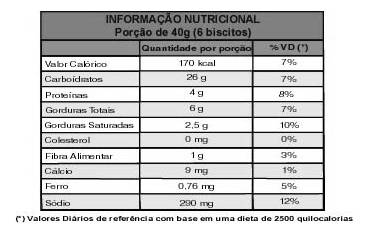 INFORMAÇÃO NUTRICIONAL
Porção de 40g (6 biscitos)
Quantidade por porção % VD (*)
Valor Calórico 170 kcal 7%
Carboídratos 26 g 7%
Proteínas 4 g 8%
Gorduras Totais 6 g 7%
Gorduras Saturadas 2,5 g 10%
Colesterol 0 mg 0%
Fibra Alimentar 1 g 3%
Cálcio 9 mg 1%
Ferro 0,76 mg 5%
Sódio 290 mg 12%
(*) Valores Diários de referência com base em uma dieta de 2500 quilocalorias